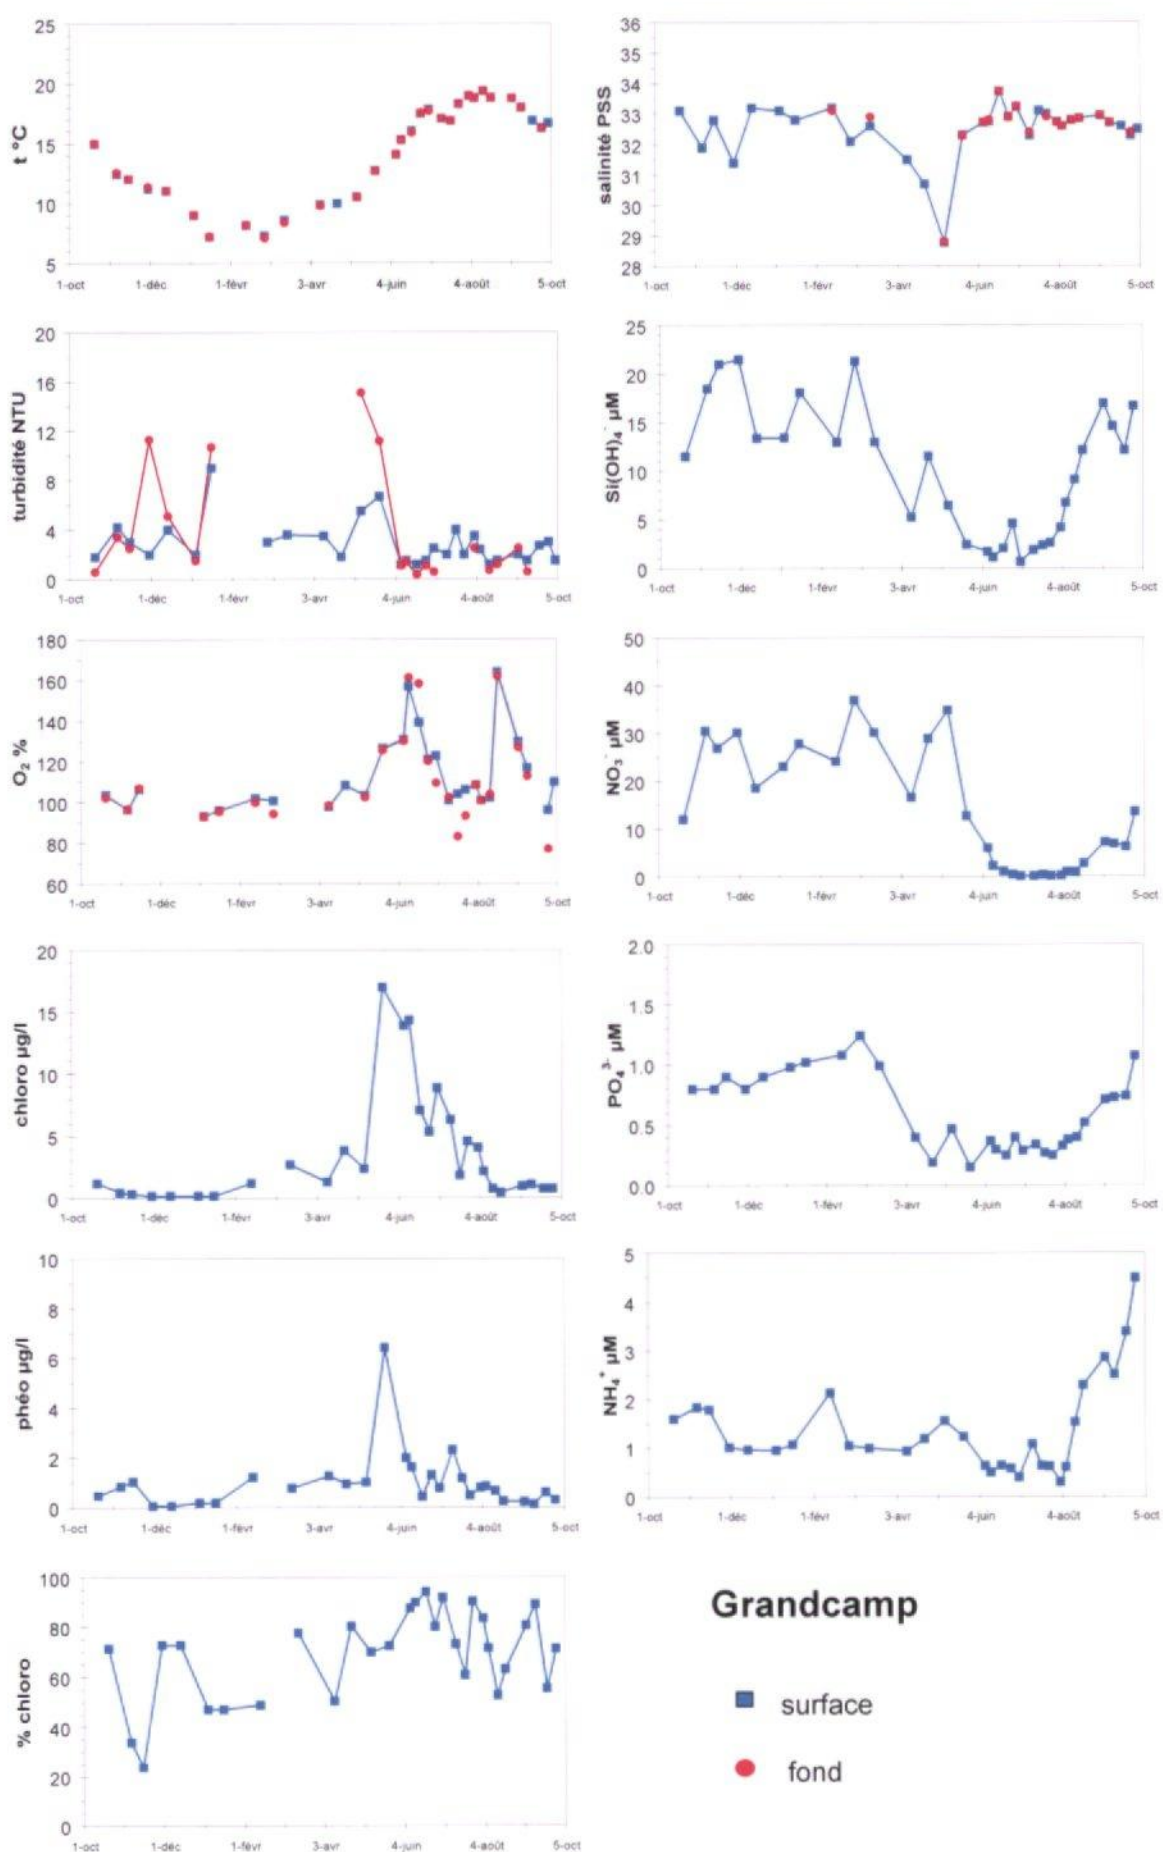 t °C
25
20
15
10
5
1-oct 1-déc 1-févr 3-avr 4-juin 4-août 5-oct
salinité PSS
36
35
34
33
32
31
30
29
28
1-oct 1-déc 1-févr 3-avr 4-juin 4-août 5-oct
turbidité NTU
20
16
12
8
4
0
1-oct 1-déc 1-févr 3-avr 4-juin 4-août 5-oct
Si(OH)₄⁻ µM
25
20
15
10
5
0
1-oct 1-déc 1-févr 3-avr 4-juin 4-août 5-oct
O₂ %
180
160
140
120
100
80
60
1-oct 1-déc 1-févr 3-avr 4-juin 4-août 5-oct
NO₃⁻ µM
50
40
30
20
10
0
1-oct 1-déc 1-févr 3-avr 4-juin 4-août 5-oct
chloro µg/l
20
15
10
5
0
1-oct 1-déc 1-févr 3-avr 4-juin 4-août 5-oct
PO₄³⁻ µM
2.0
1.5
1.0
0.5
0.0
1-oct 1-déc 1-févr 3-avr 4-juin 4-août 5-oct
phéo µg/l
10
8
6
4
2
0
1-oct 1-déc 1-févr 3-avr 4-juin 4-août 5-oct
NH₄⁺ µM
5
4
3
2
1
0
1-oct 1-déc 1-févr 3-avr 4-juin 4-août 5-oct
% chloro
100
80
60
40
20
0
1-oct 1-déc 1-févr 3-avr 4-juin 4-août 5-oct
Grandcamp
surface
fond